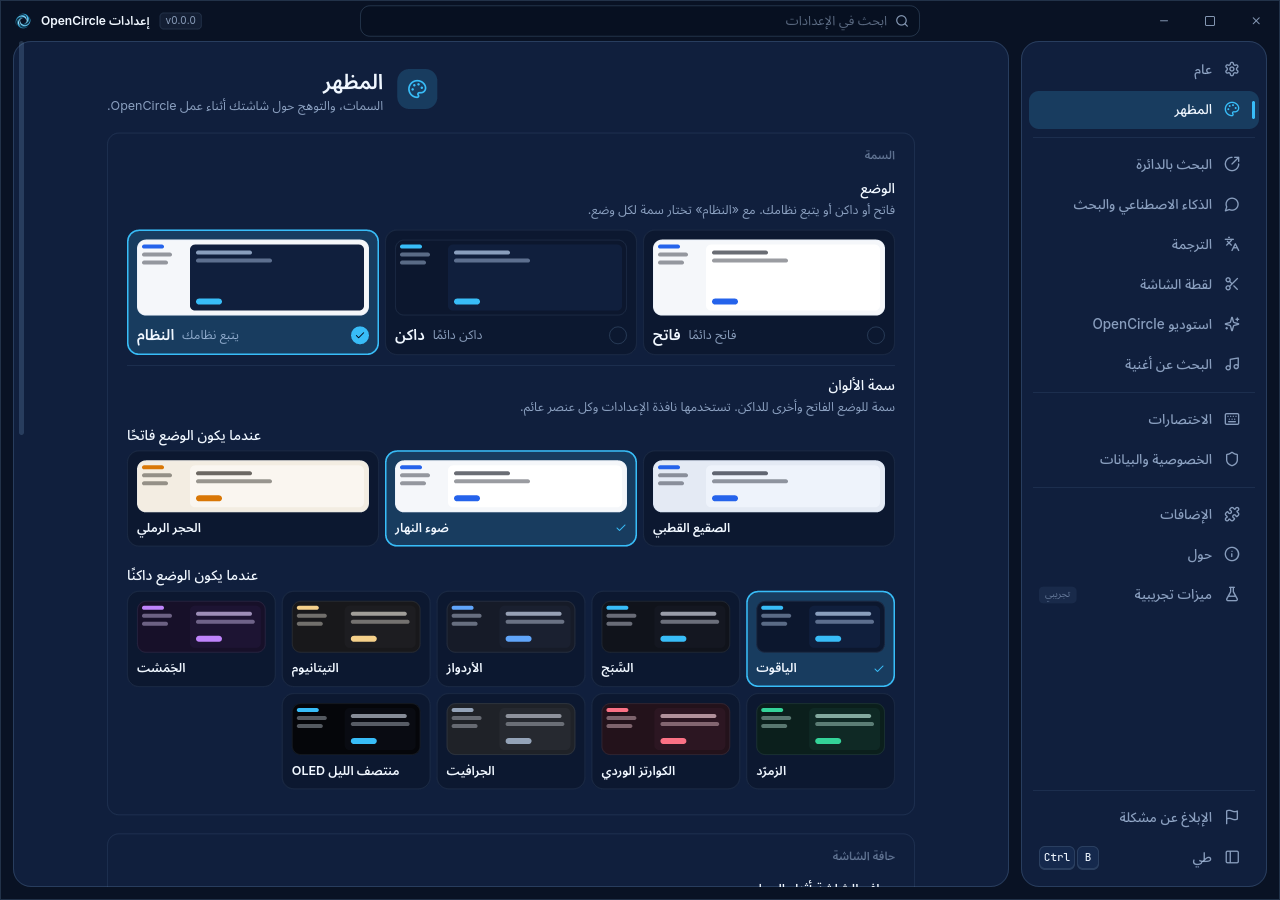 إعدادات OpenCircle
v0.0.0
ابحث في الإعدادات
عام
المظهر
البحث بالدائرة
الذكاء الاصطناعي والبحث
الترجمة
لقطة الشاشة
استوديو OpenCircle
البحث عن أغنية
الاختصارات
الخصوصية والبيانات
الإضافات
حول
ميزات تجريبية
تجريبي
الإبلاغ عن مشكلة
طي
Ctrl B
المظهر
السمات، والتوهج حول شاشتك أثناء عمل OpenCircle.
السمة
الوضع
فاتح أو داكن أو يتبع نظامك. مع «النظام» تختار سمة لكل وضع.
فاتح فاتح دائمًا
داكن داكن دائمًا
النظام يتبع نظامك
سمة الألوان
سمة للوضع الفاتح وأخرى للداكن. تستخدمها نافذة الإعدادات وكل عنصر عائم.
عندما يكون الوضع فاتحًا
الصقيع القطبي
ضوء النهار
الحجر الرملي
عندما يكون الوضع داكنًا
الياقوت
السَّبَج
الأردواز
التيتانيوم
الجَمَشت
الزمرّد
الكوارتز الوردي
الجرافيت
منتصف الليل OLED
حافة الشاشة